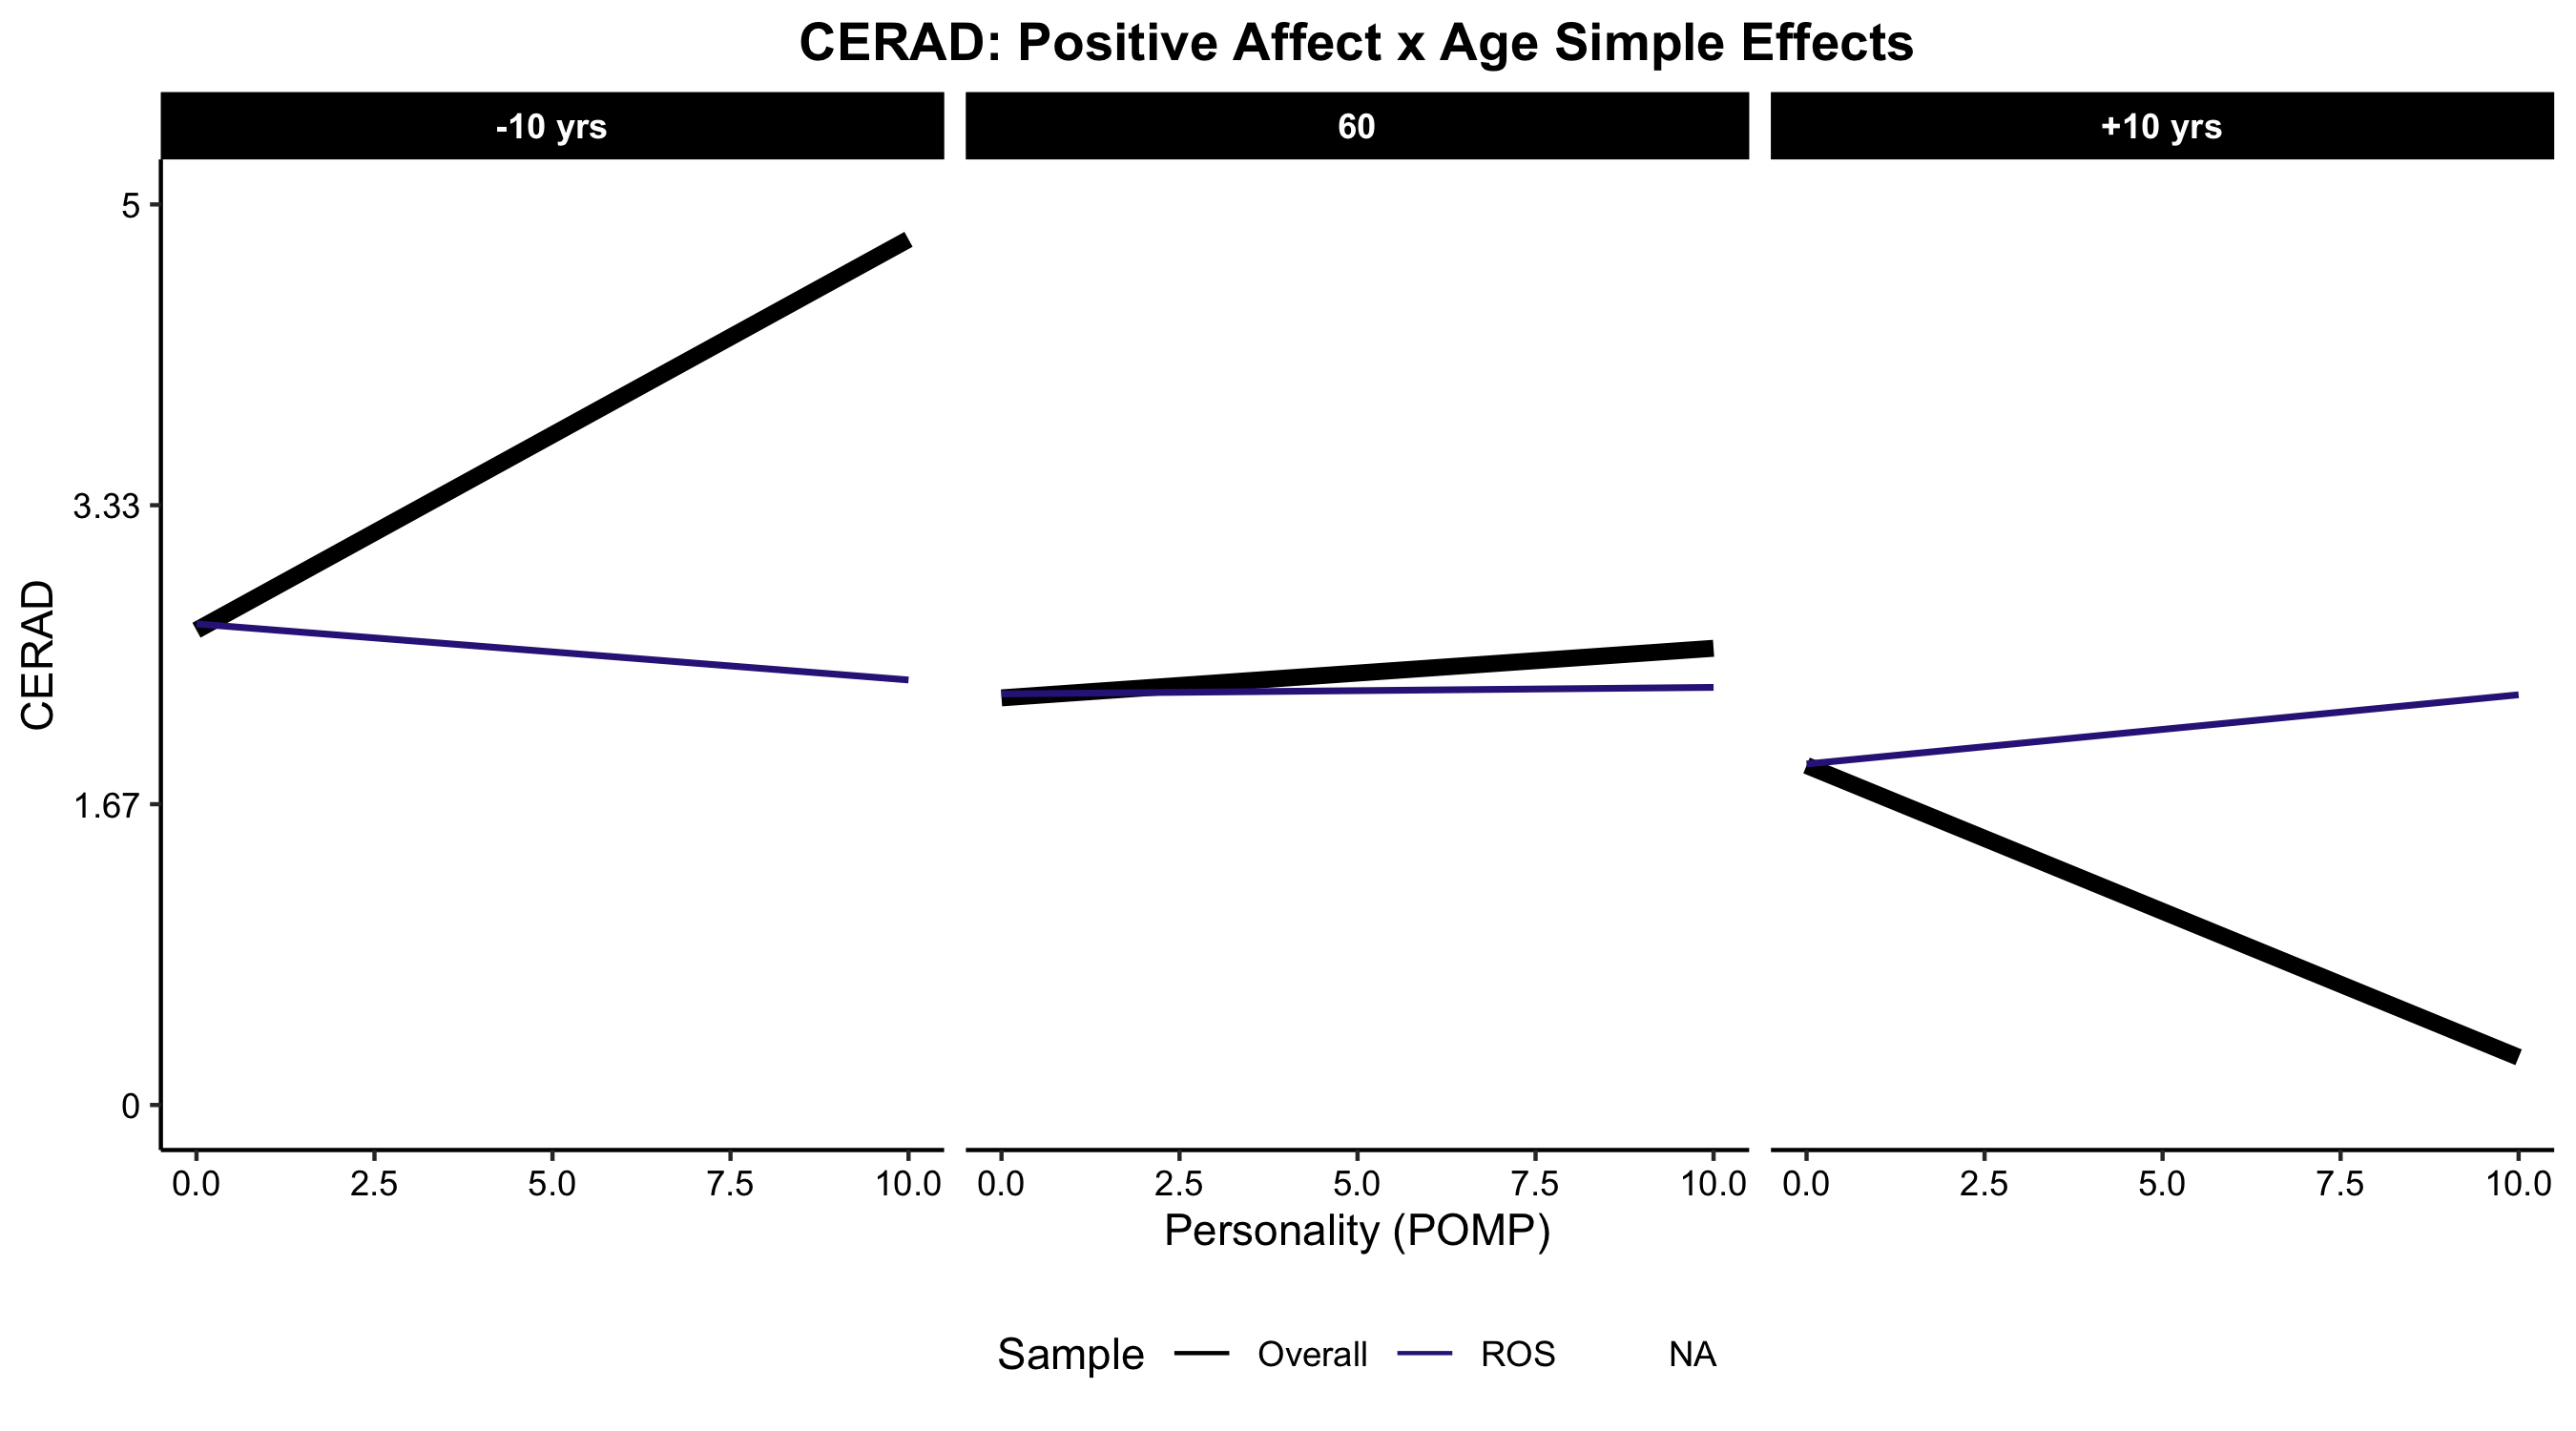 CERAD: Positive Affect x Age Simple Effects
-10 yrs 60 +10 yrs
5
3.33
1.67
0
CERAD
0.0 2.5 5.0 7.5 10.0 0.0 2.5 5.0 7.5 10.0 0.0 2.5 5.0 7.5 10.0
Personality (POMP)
Sample Overall ROS NA